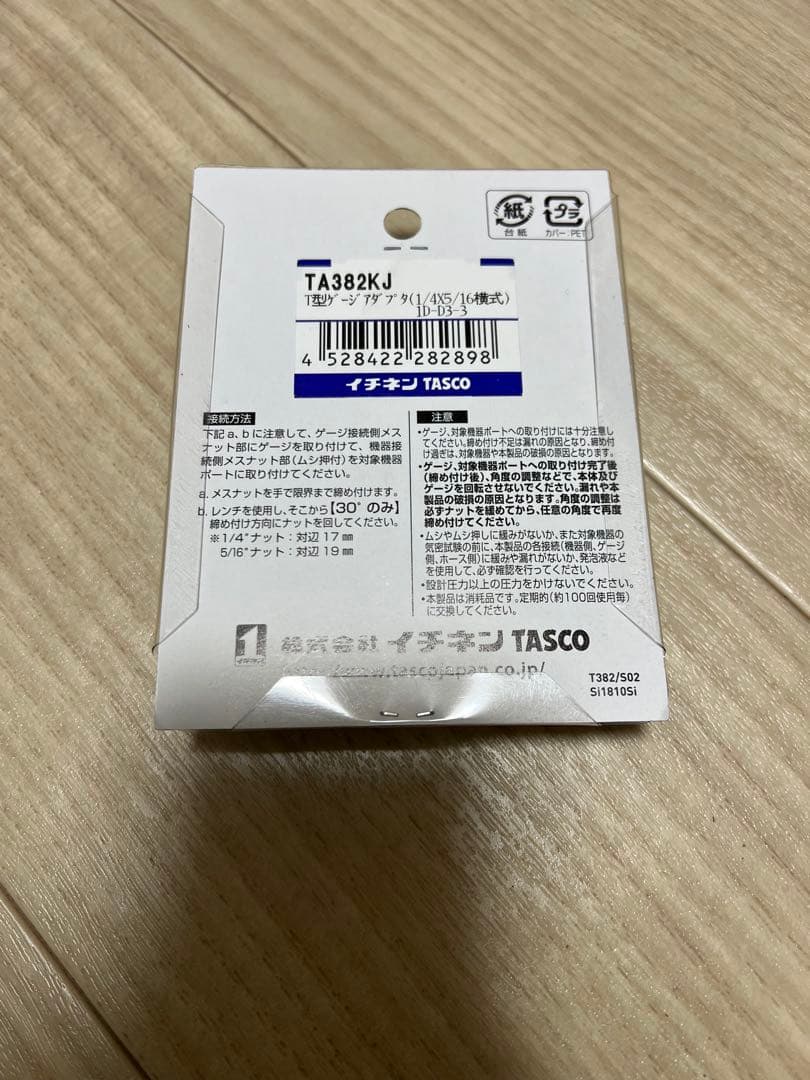 紙
台紙
プラ
カバー:PET
TA382KJ
T型ゲージアダプタ(1/4X5/16横式)
1D-D3-3
4 528422 282898
イチネン TASCO
接続方法
下記a、bに注意して、ゲージ接続側メス
ナット部にゲージを取り付けて、機器接
続側メスナット部(ムシ押付)を対象機器
ポートに取り付けてください。
a. メスナットを手で限界まで締め付けます。
b. レンチを使用し、そこから【30°のみ】
締め付け方向にナットを回してください。
※1/4"ナット:対辺17㎜
5/16"ナット:対辺19㎜
注意
・ゲージ、対象機器ポートへの取り付けには十分注意し
てください。締め付け不足は漏れの原因となり、締め付
け過ぎは、対象機器や本製品の破損の原因となります。
・ゲージ、対象機器ポートへの取り付け完了後
(締め付け後)、角度の調整などで、本体及び
ゲージを回転させないでください。漏れや本
製品の破損の原因となります。角度の調整は
必ずナットを緩めてから、任意の角度で再度
締め付けてください。
・ムシやムシ押しに緩みがないか、また対象機器の
気密試験の前に、本製品の各接続(機器側、ゲージ
側、ホース側)に緩みや漏れがないか、発泡液など
を使用して、必ず確認を行ってください。
・設計圧力以上の圧力をかけないでください。
・本製品は消耗品です。定期的(約100回使用毎)
に交換してください。
1 イチネン 株式会社 イチネン TASCO
http://www.tascojapan.co.jp/
T382/S02
Si1810Si